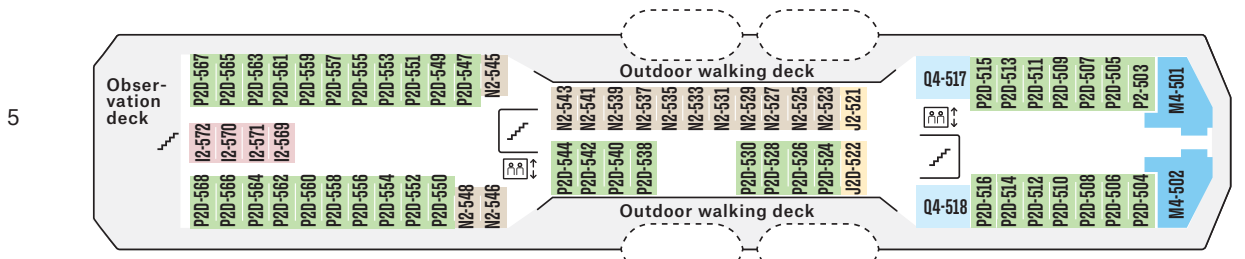 5
Obser-
vation
deck
P2D-567
P2D-565
P2D-563
P2D-561
P2D-559
P2D-557
P2D-555
P2D-553
P2D-551
P2D-549
P2D-547
N2-545
Outdoor walking deck
N2-543
N2-541
N2-539
N2-537
N2-535
N2-533
N2-531
N2-529
N2-527
N2-525
N2-523
J2-521
Q4-517
P2D-515
P2D-513
P2D-511
P2D-509
P2D-507
P2D-505
P2-503
M4-501
I2-572
I2-570
I2-571
I2-569
P2D-568
P2D-566
P2D-564
P2D-562
P2D-560
P2D-558
P2D-556
P2D-554
P2D-552
P2D-550
N2-548
N2-546
P2D-544
P2D-542
P2D-540
P2D-538
P2D-530
P2D-528
P2D-526
P2D-524
J2D-522
Outdoor walking deck
Q4-518
P2D-516
P2D-514
P2D-512
P2D-510
P2D-508
P2D-506
P2D-504
M4-502